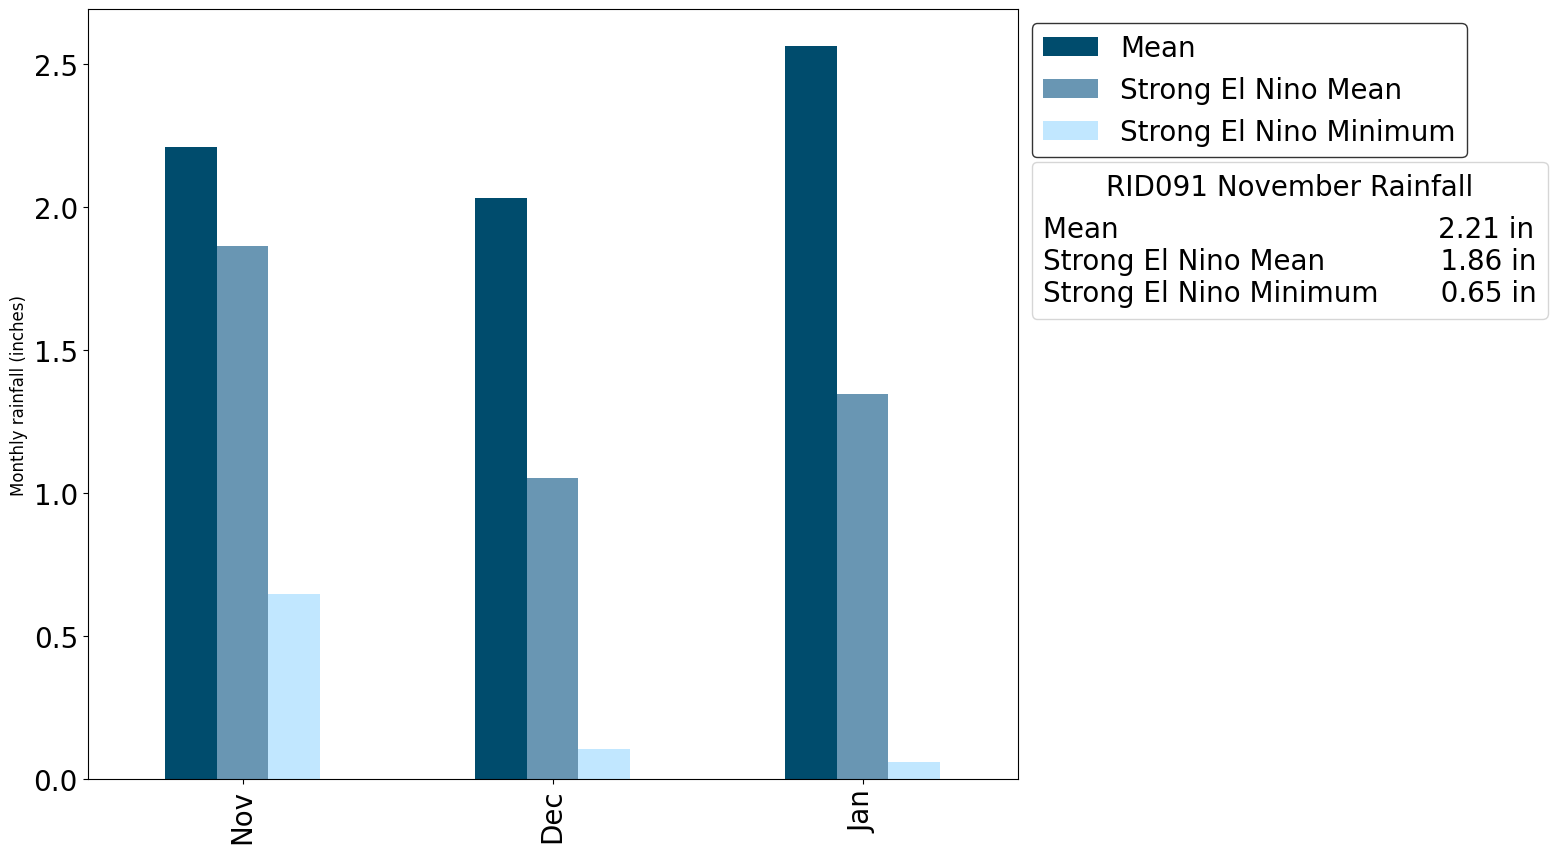 Monthly rainfall (inches)
2.5
2.0
1.5
1.0
0.5
0.0
Nov
Dec
Jan
Mean
Strong El Nino Mean
Strong El Nino Minimum
RID091 November Rainfall
Mean 2.21 in
Strong El Nino Mean 1.86 in
Strong El Nino Minimum 0.65 in